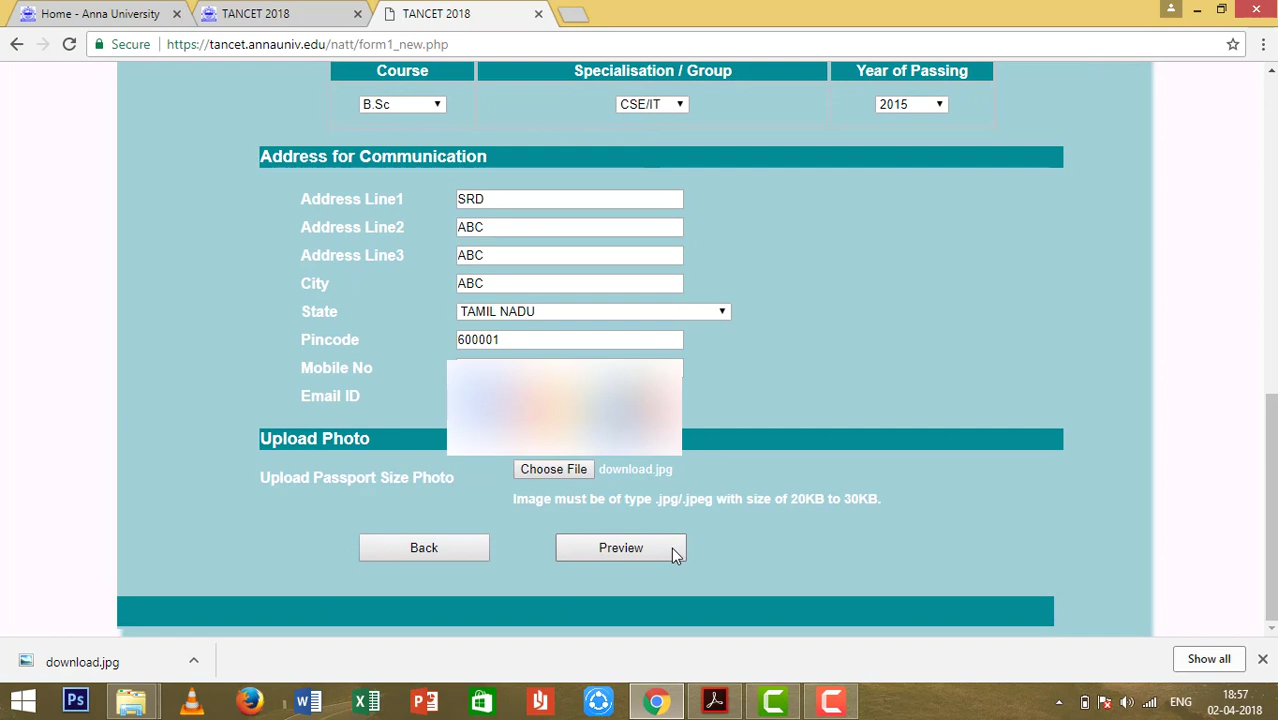 Home - Anna University
TANCET 2018
TANCET 2018
Secure
https://tancet.annauniv.edu/natt/form1_new.php
Course
Specialisation / Group
Year of Passing
B.Sc
CSE/IT
2015
Address for Communication
Address Line1
SRD
Address Line2
ABC
Address Line3
ABC
City
ABC
State
TAMIL NADU
Pincode
600001
Mobile No
Email ID
Upload Photo
Upload Passport Size Photo
Choose File
download.jpg
Image must be of type .jpg/.jpeg with size of 20KB to 30KB.
Back
Preview
download.jpg
Show all
Ps
ENG
18:57
02-04-2018